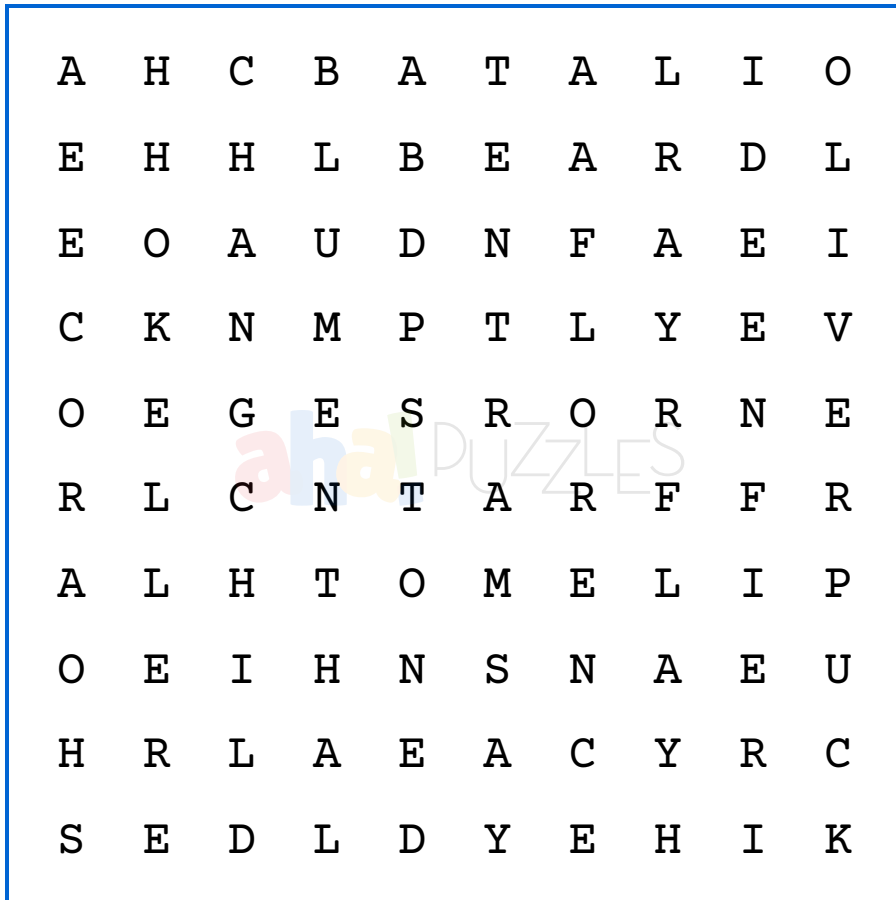 A H C B A T A L I O
E H H L B E A R D L
E O A U D N F A E I
C K N M P T L Y E V
O E G E S R O R N E
R L C N T A R F F R
A L H T O M E L I P
O E I H N S N A E U
H R L A E A C Y R C
S E D L D Y E H I K
aha! PUZZLES